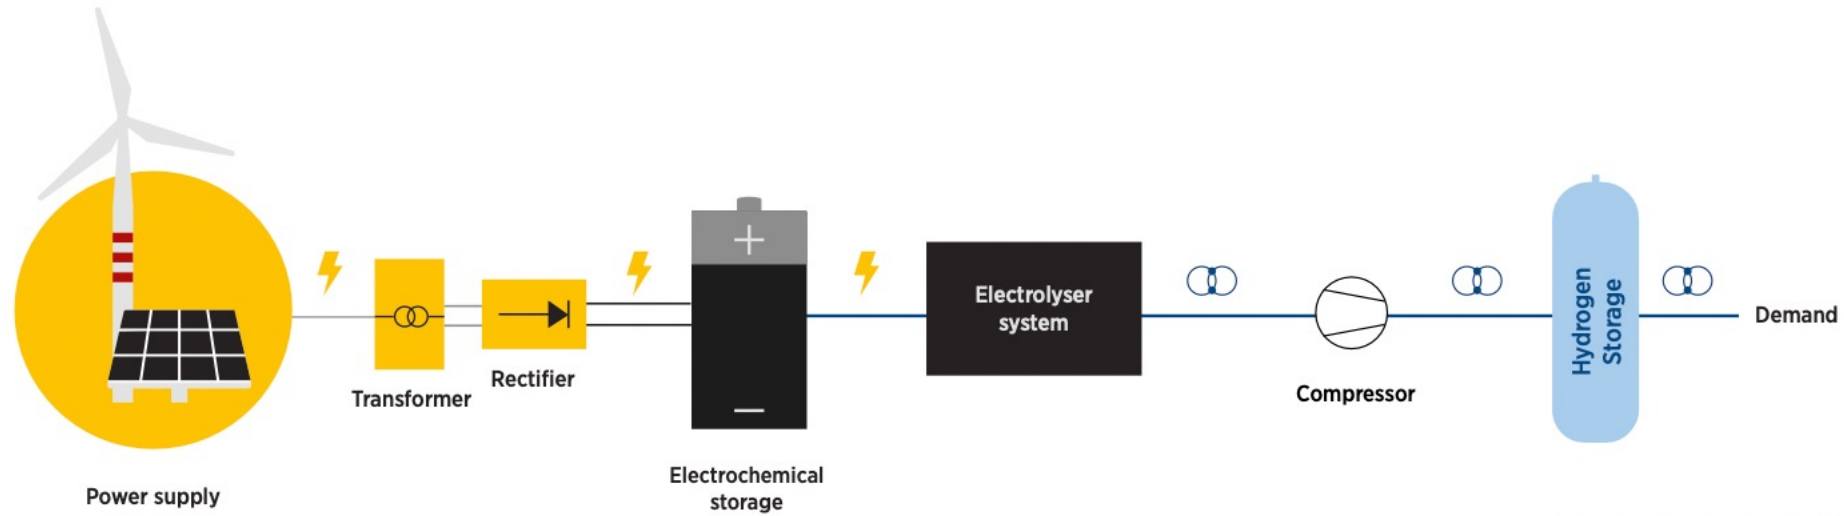 Power supply
Transformer
Rectifier
Electrochemical
storage
Electrolyser
system
Compressor
Hydrogen
Storage
Demand